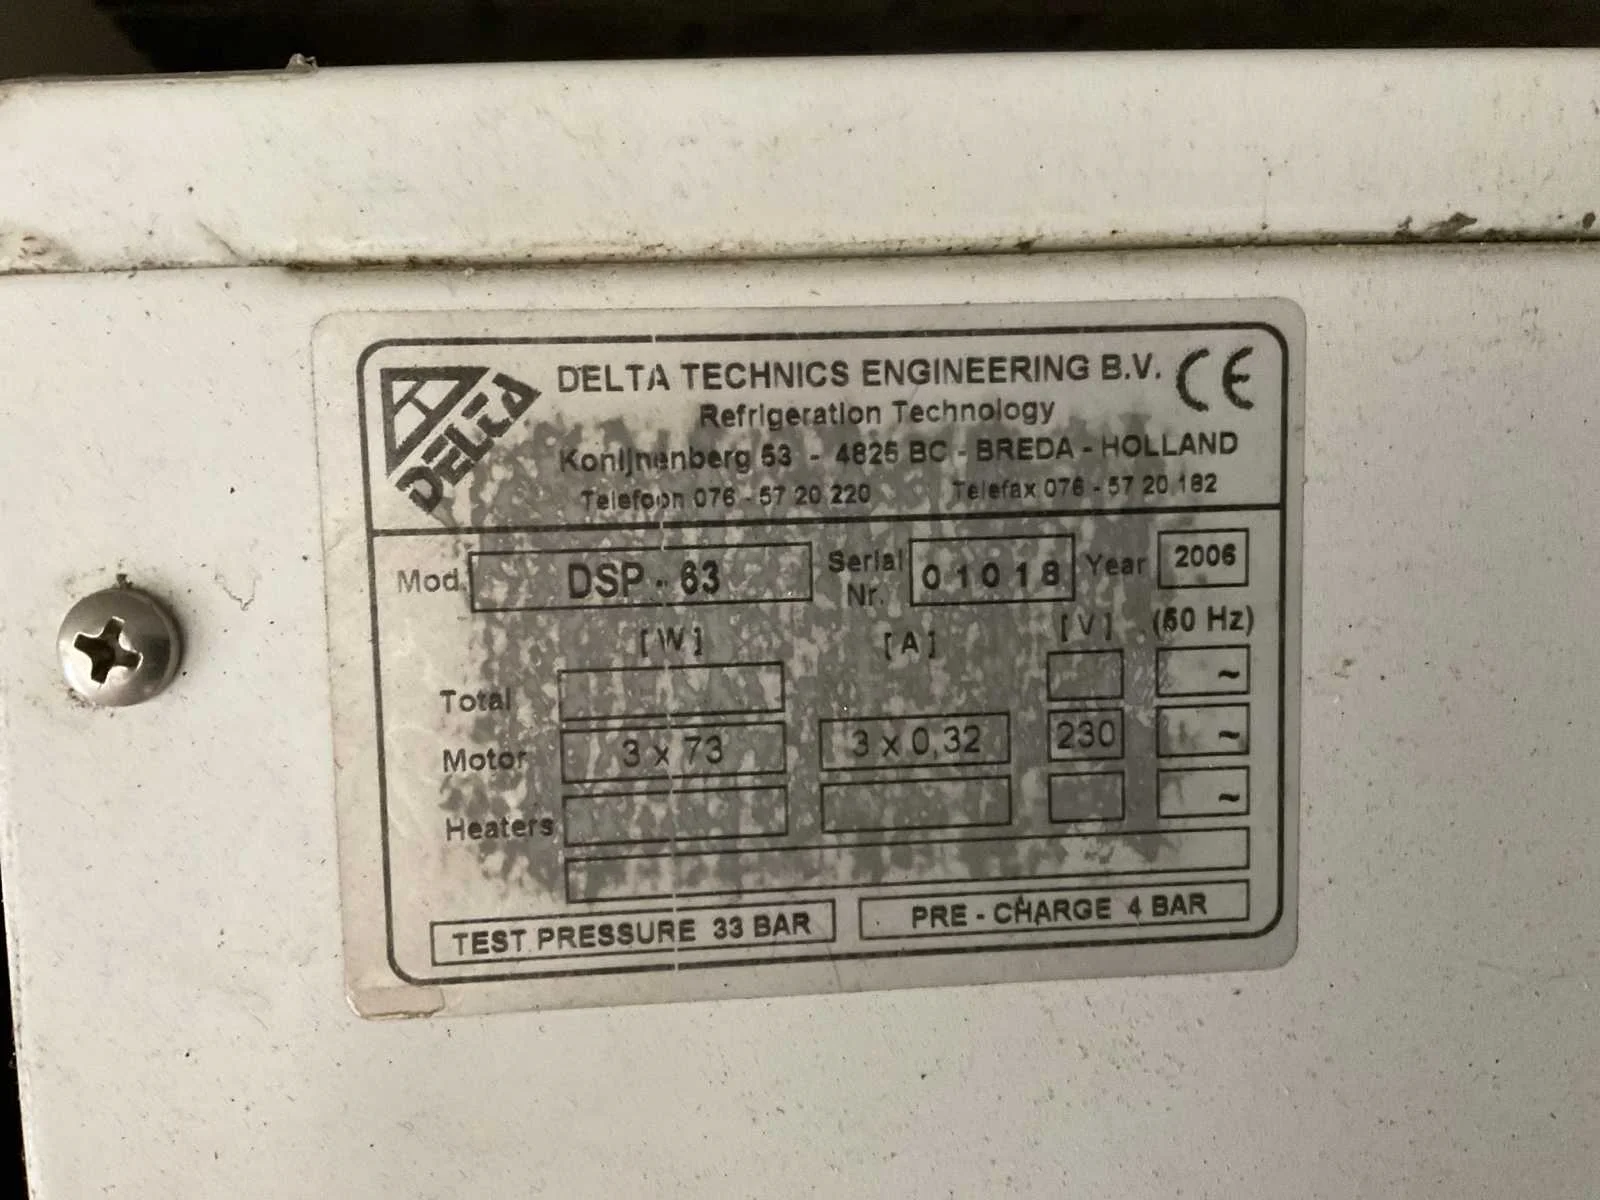 DELTA
DELTA TECHNICS ENGINEERING B.V. CE
Refrigeration Technology
Konijnenberg 53 - 4825 BC - BREDA - HOLLAND
Telefoon 076 - 57 20 220 Telefax 076 - 57 20 182
Mod. DSP - 63 Serial Nr. 01018 Year 2006
[W] [A] [V] (50 Hz)
Total ~
Motor 3 x 73 3 x 0,32 230 ~
Heaters ~
TEST PRESSURE 33 BAR PRE - CHARGE 4 BAR